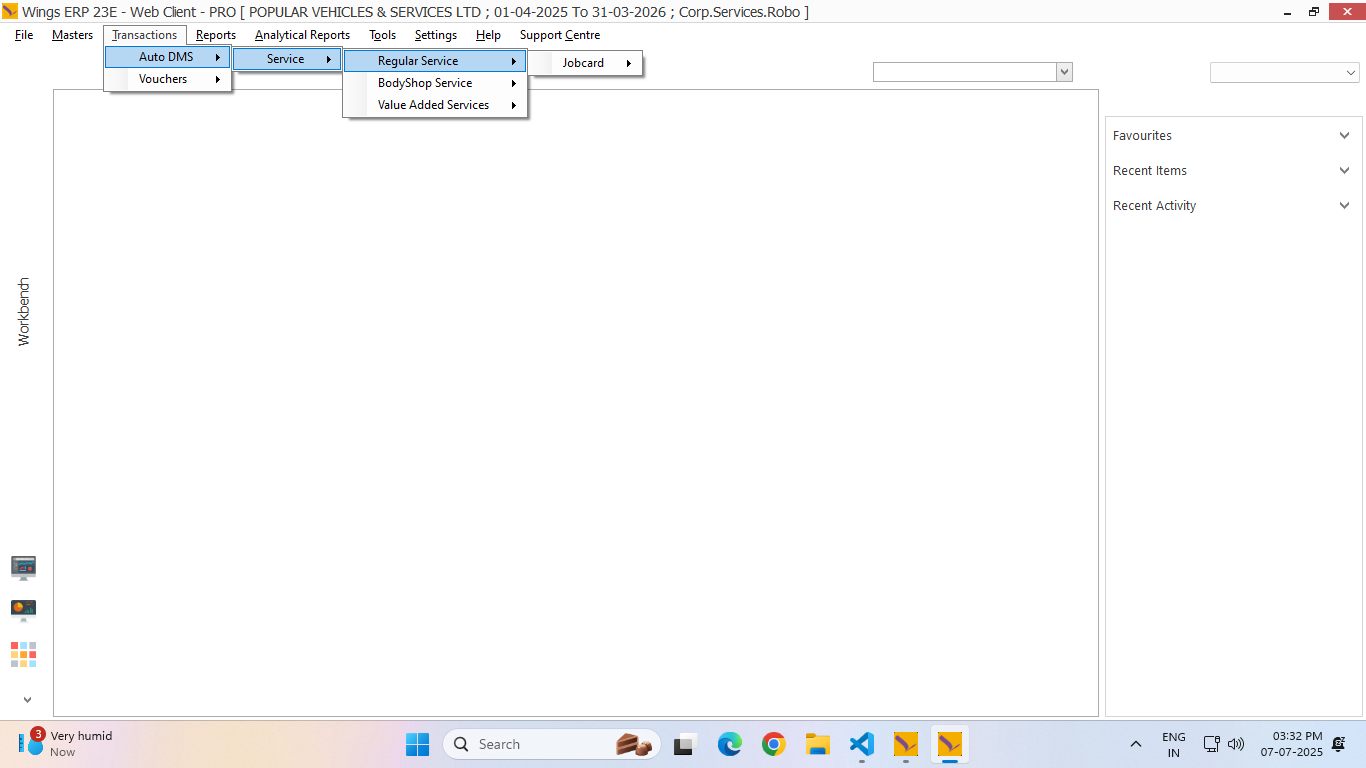 Wings ERP 23E - Web Client - PRO [ POPULAR VEHICLES & SERVICES LTD ; 01-04-2025 To 31-03-2026 ; Corp.Services.Robo ]
File Masters Transactions Reports Analytical Reports Tools Settings Help Support Centre
Auto DMS Service Regular Service Jobcard
Vouchers BodyShop Service
Value Added Services
Favourites
Recent Items
Recent Activity
Workbench
3 Very humid
Now
Search
ENG
IN
03:32 PM
07-07-2025